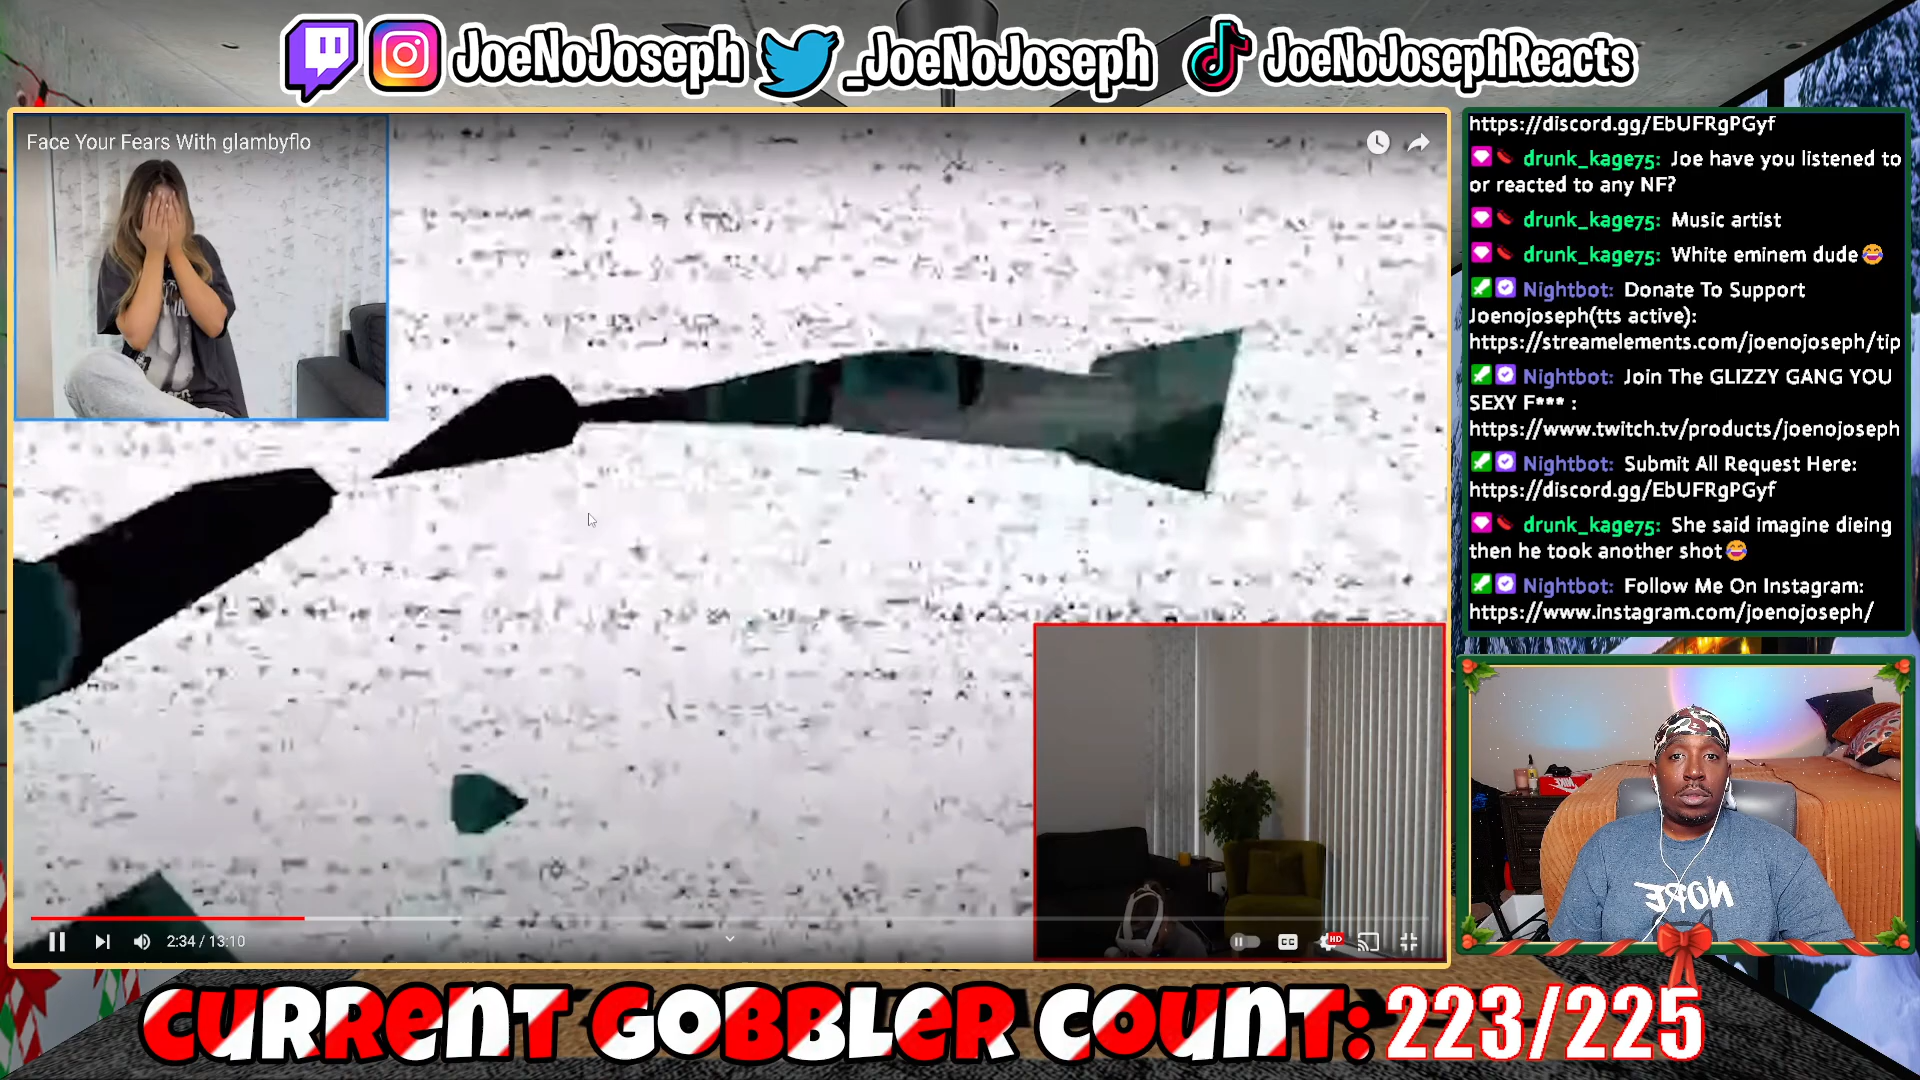 JoeNoJoseph
_JoeNoJoseph
JoeNoJosephReacts
Face Your Fears With glambyflo
2:34 / 13:10
CC
HD
https://discord.gg/EbUFRgPGyf
drunk_kage75: Joe have you listened to
or reacted to any NF?
drunk_kage75: Music artist
drunk_kage75: White eminem dude😂
Nightbot: Donate To Support
Joenojoseph(tts active):
https://streamelements.com/joenojoseph/tip
Nightbot: Join The GLIZZY GANG YOU
SEXY F*** :
https://www.twitch.tv/products/joenojoseph
Nightbot: Submit All Request Here:
https://discord.gg/EbUFRgPGyf
drunk_kage75: She said imagine dieing
then he took another shot😂
Nightbot: Follow Me On Instagram:
https://www.instagram.com/joenojoseph/
NOPE
CURRENT GOBBLER COUNT: 223/225